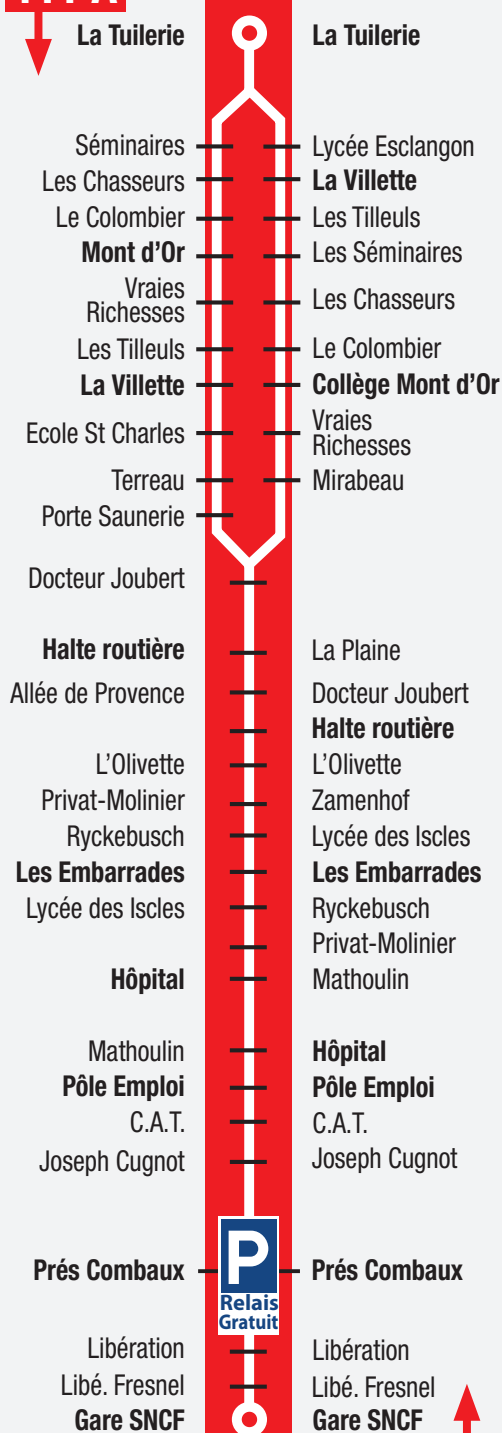 La Tuilerie
Séminaires
Les Chasseurs
Le Colombier
Mont d'Or
Vraies
Richesses
Les Tilleuls
La Villette
Ecole St Charles
Terreau
Porte Saunerie
Docteur Joubert
Halte routière
Allée de Provence
L'Olivette
Privat-Molinier
Ryckebusch
Les Embarrades
Lycée des Iscles
Hôpital
Mathoulin
Pôle Emploi
C.A.T.
Joseph Cugnot
Prés Combaux
Libération
Libé. Fresnel
Gare SNCF
P
Relais
Gratuit
La Tuilerie
Lycée Esclangon
La Villette
Les Tilleuls
Les Séminaires
Les Chasseurs
Le Colombier
Collège Mont d'Or
Vraies
Richesses
Mirabeau
La Plaine
Docteur Joubert
Halte routière
L'Olivette
Zamenhof
Lycée des Iscles
Les Embarrades
Ryckebusch
Privat-Molinier
Mathoulin
Hôpital
Pôle Emploi
C.A.T.
Joseph Cugnot
Prés Combaux
Libération
Libé. Fresnel
Gare SNCF